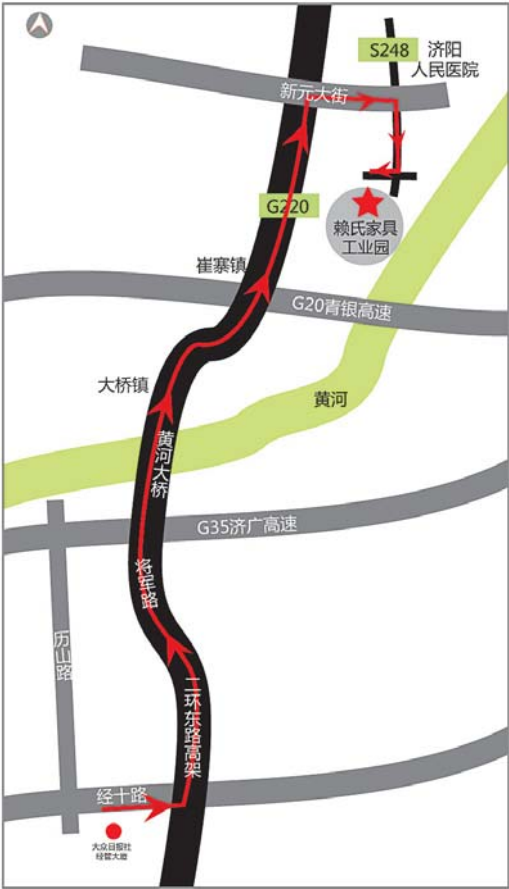 S248
济阳
人民医院
新元大街
G220
赖氏家具
工业园
崔寨镇
G20青银高速
大桥镇
黄河
黄河大桥
G35济广高速
将军路
历山路
二环东路高架
经十路
大众日报社
经营大厦